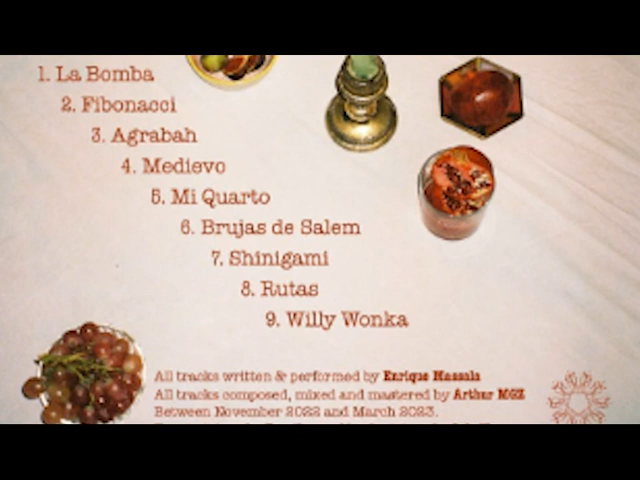 1. La Bomba
2. Fibonacci
3. Agrabah
4. Medievo
5. Mi Quarto
6. Brujas de Salem
7. Shinigami
8. Rutas
9. Willy Wonka
All tracks written & performed by Enrique Massala
All tracks composed, mixed and mastered by Arthur MGZ
Between November 2022 and March 2023.